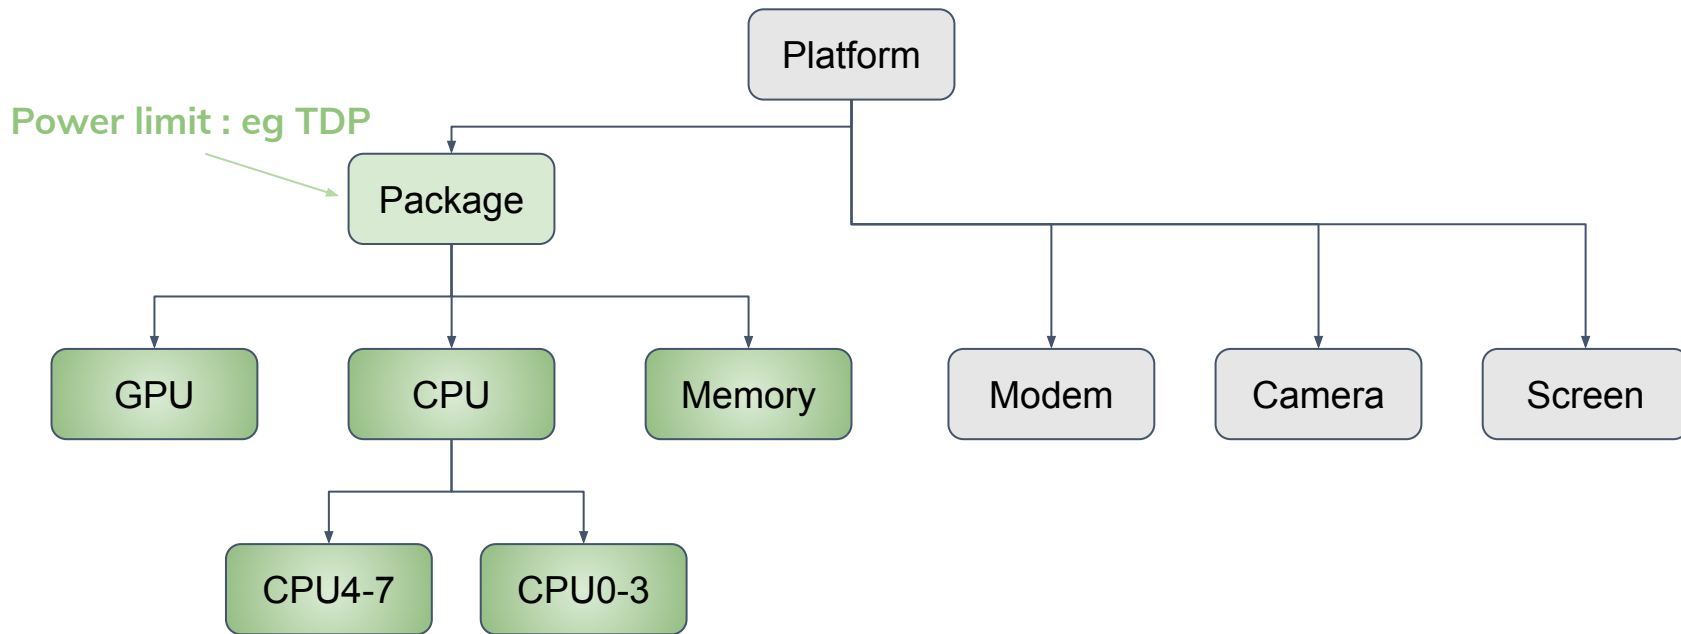 Platform
Power limit : eg TDP
Package
GPU
CPU
Memory
Modem
Camera
Screen
CPU4-7
CPU0-3